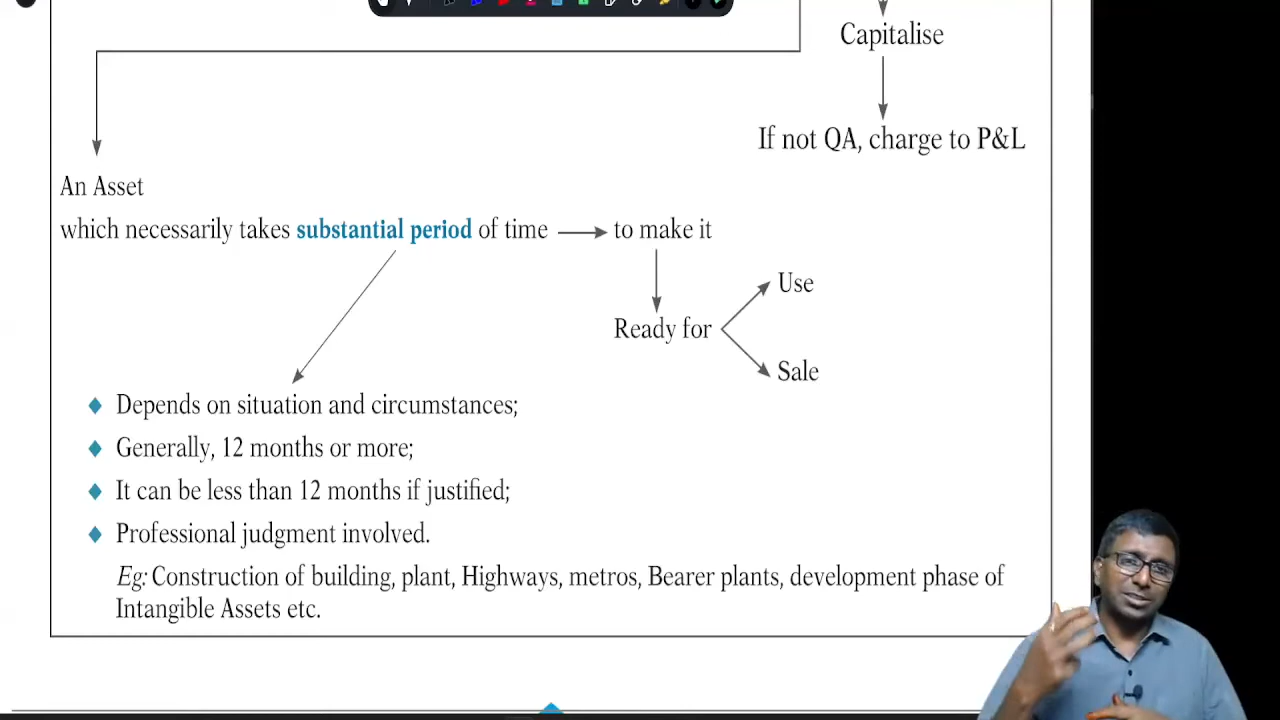 Capitalise
If not QA, charge to P&L
An Asset
which necessarily takes substantial period of time to make it
Use
Ready for
Sale
Depends on situation and circumstances;
Generally, 12 months or more;
It can be less than 12 months if justified;
Professional judgment involved.
Eg: Construction of building, plant, Highways, metros, Bearer plants, development phase of
Intangible Assets etc.